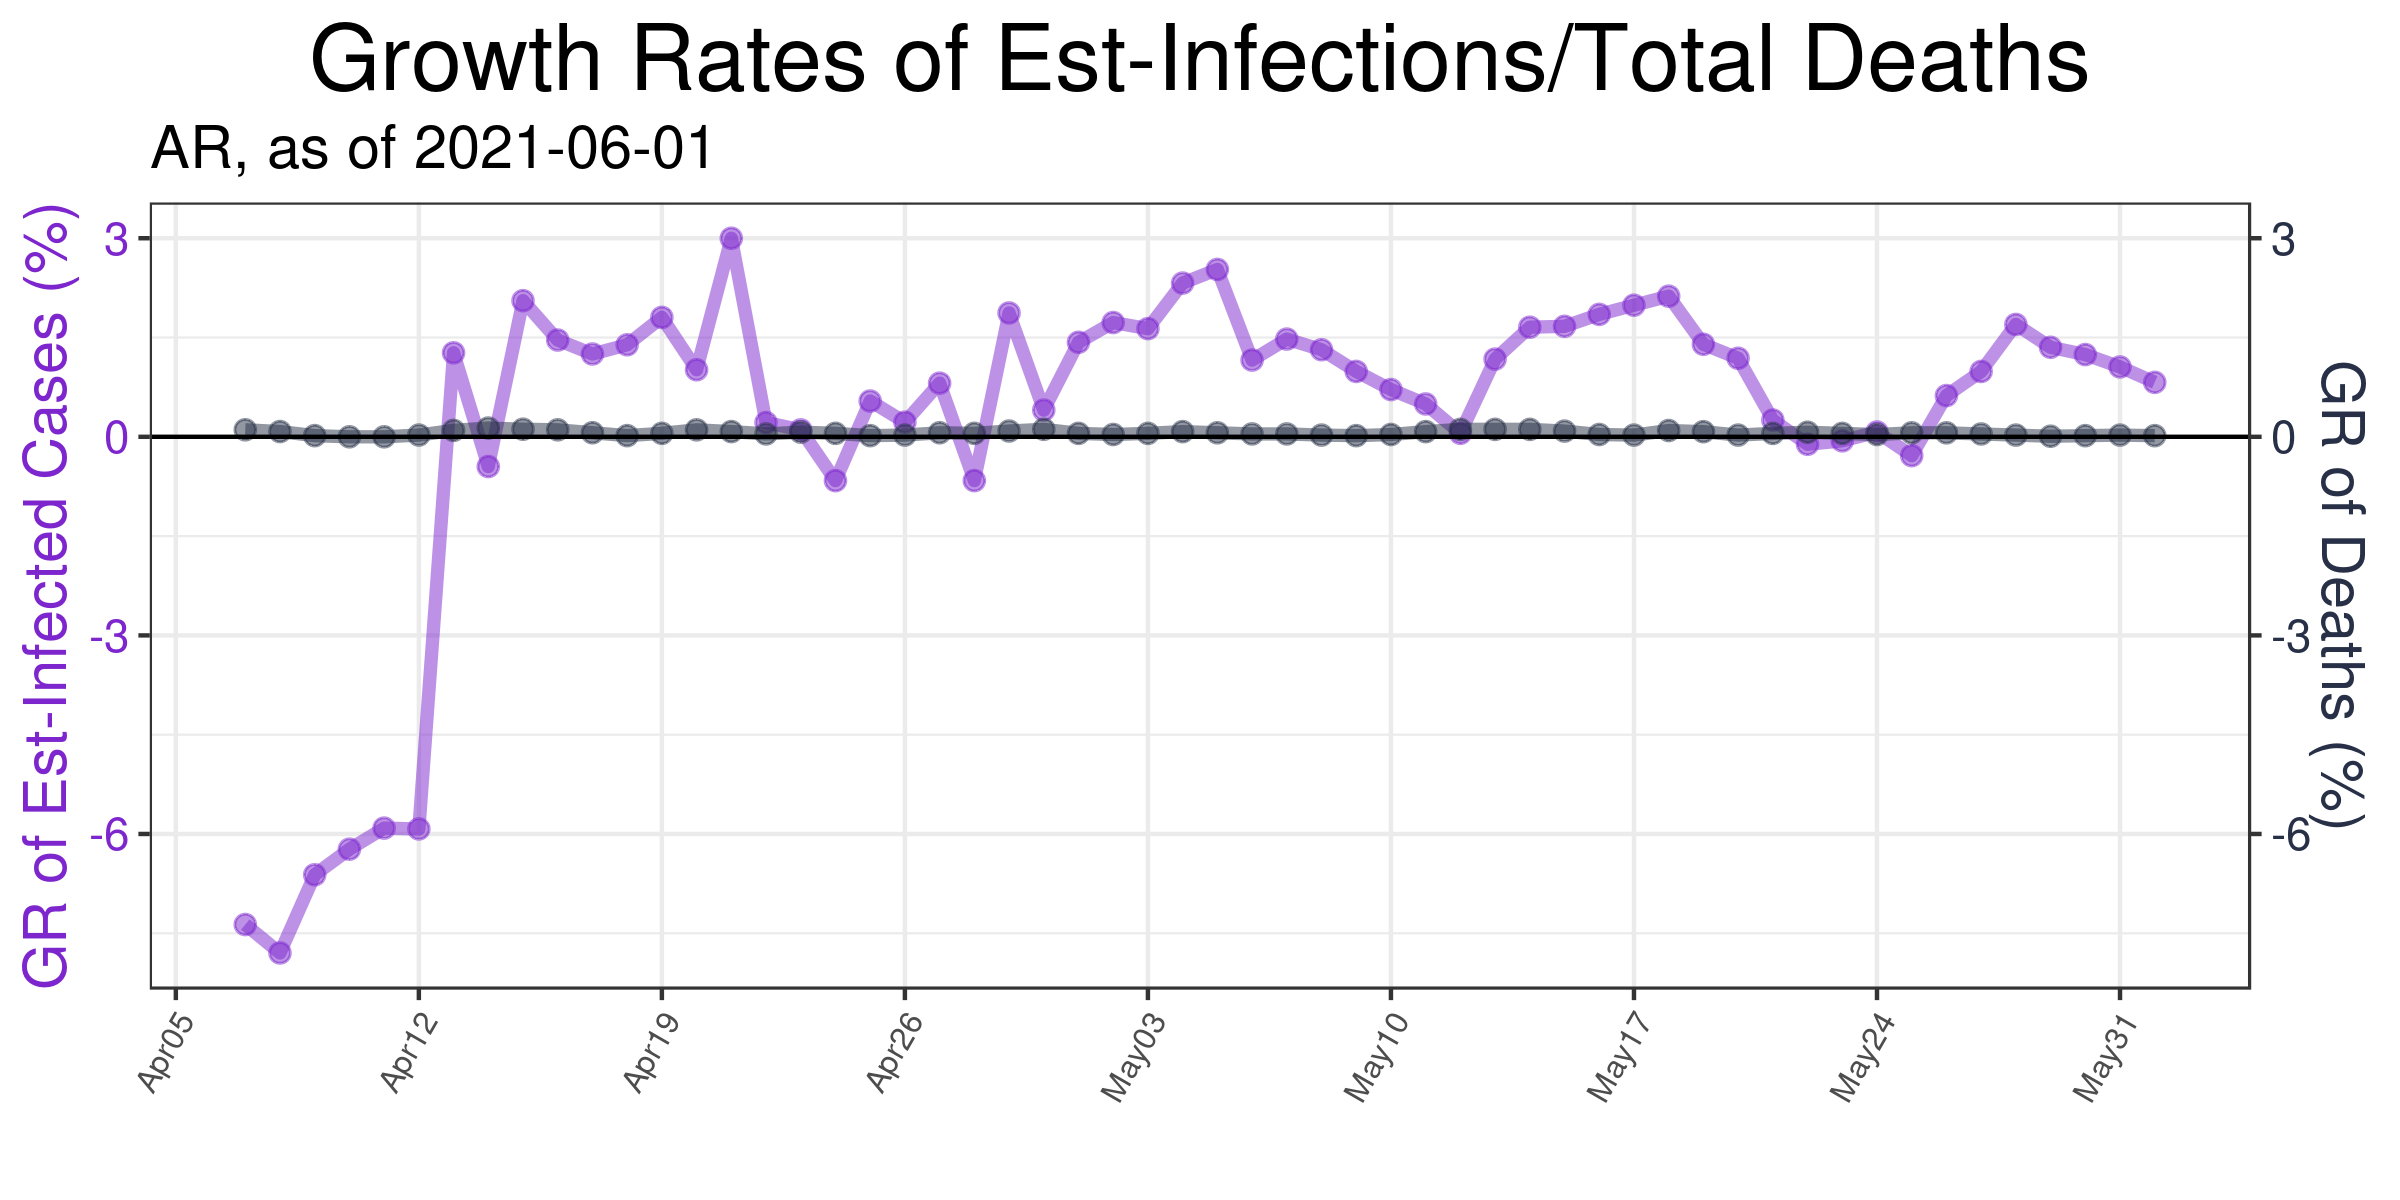 Growth Rates of Est-Infections/Total Deaths
AR, as of 2021-06-01
GR of Est-Infected Cases (%)
3
0
-3
-6
3
0
-3
-6
GR of Deaths (%)
Apr05
Apr12
Apr19
Apr26
May03
May10
May17
May24
May31